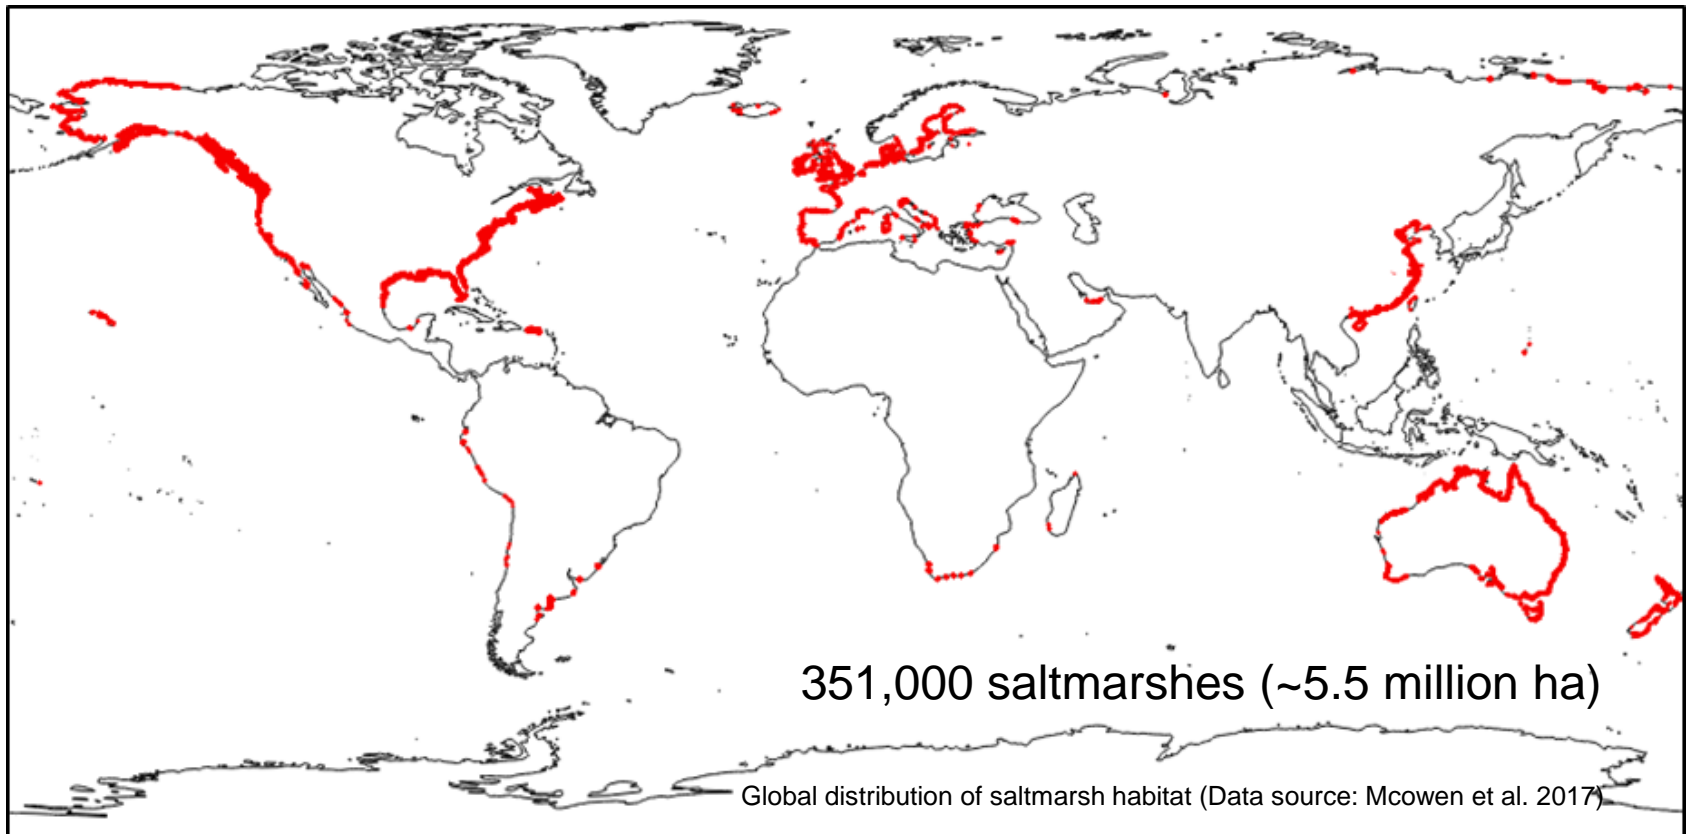 351,000 saltmarshes (~5.5 million ha)
Global distribution of saltmarsh habitat (Data source: Mcowen et al. 2017)